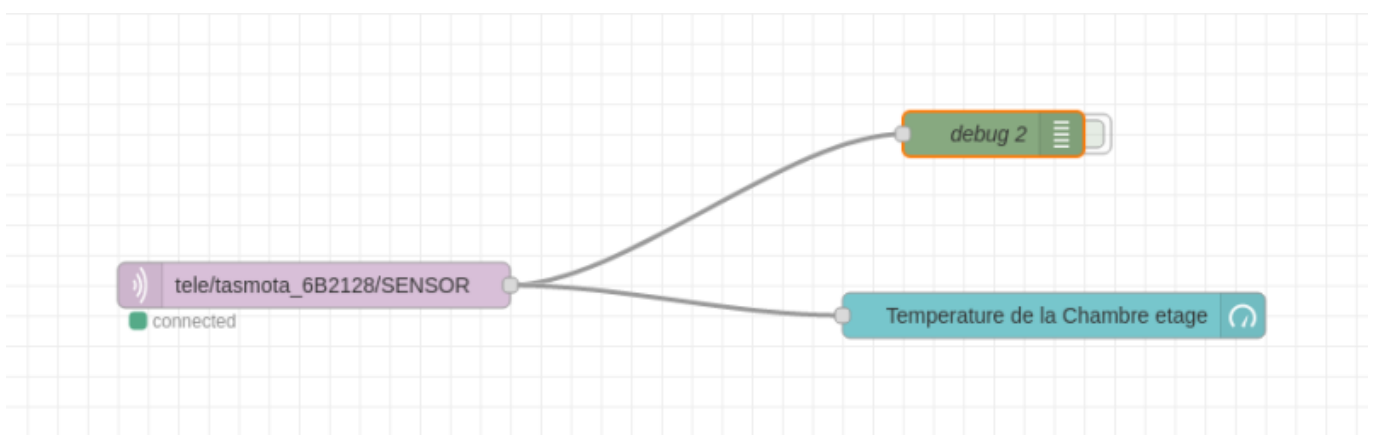 debug 2
tele/tasmota_6B2128/SENSOR
connected
Temperature de la Chambre etage